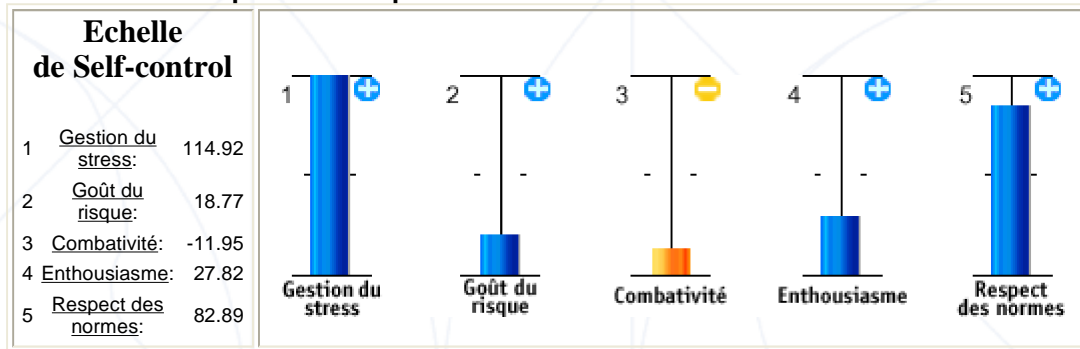 Echelle
de Self-control
1 Gestion du stress: 114.92
2 Goût du risque: 18.77
3 Combativité: -11.95
4 Enthousiasme: 27.82
5 Respect des normes: 82.89
1
2
3
4
5
Gestion du
stress
Goût du
risque
Combativité
Enthousiasme
Respect
des normes